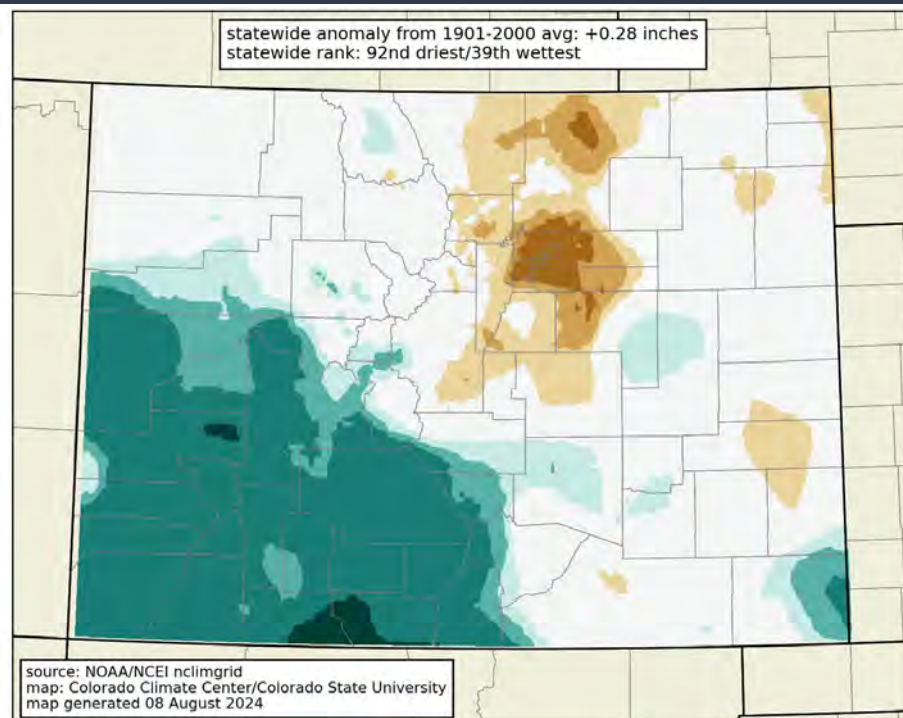 statewide anomaly from 1901-2000 avg: +0.28 inches
statewide rank: 92nd driest/39th wettest
source: NOAA/NCEI nclimgrid
map: Colorado Climate Center/Colorado State University
map generated 08 August 2024